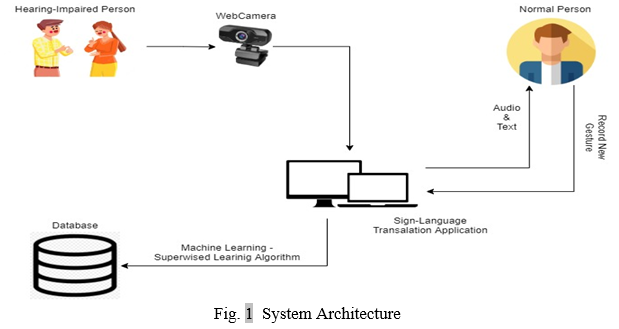 Hearing-Impaired Person
WebCamera
Normal Person
Audio
&
Text
Record New
Gesture
Sign-Language
Transalation Application
Database
Machine Learning -
Superwised Learinig Algorithm
Fig. 1 System Architecture